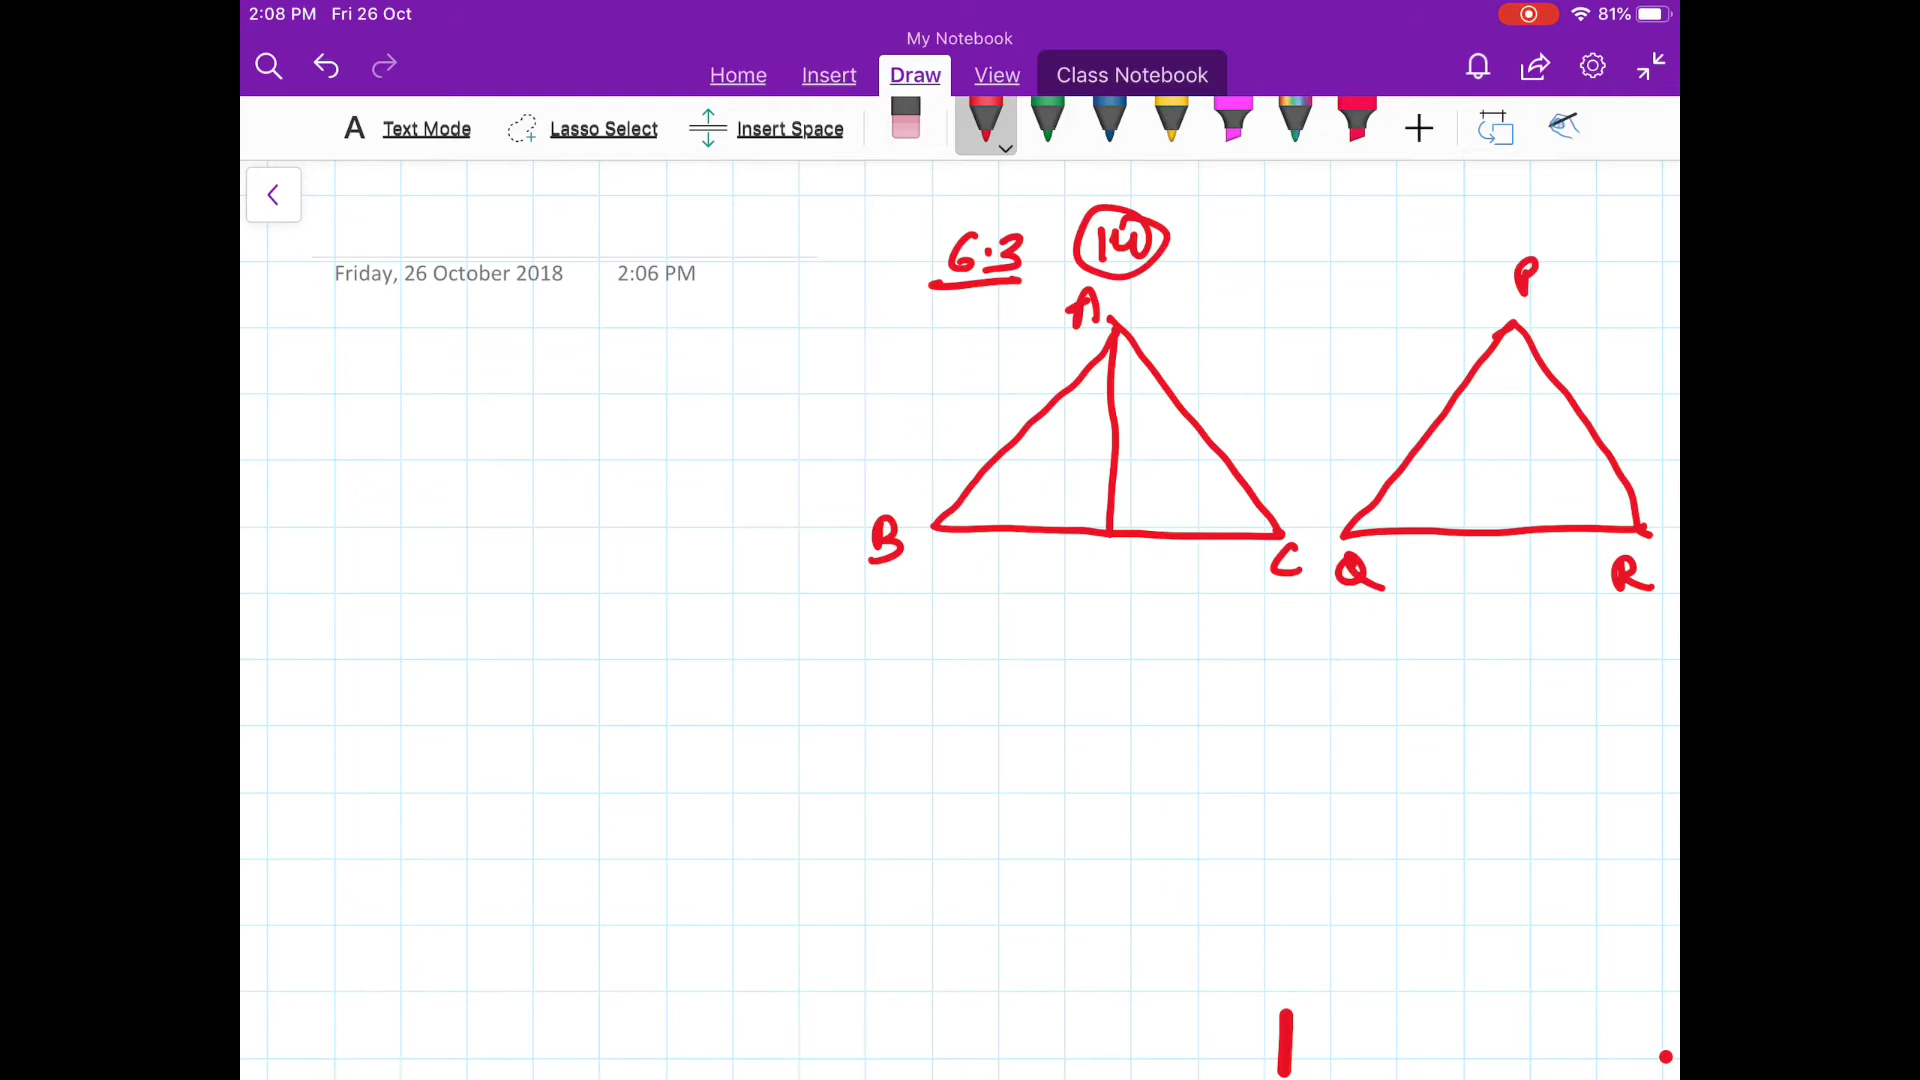 2:08 PM Fri 26 Oct 81%
My Notebook
Home Insert Draw View Class Notebook
A Text Mode Lasso Select Insert Space
6.3 14
Friday, 26 October 2018 2:06 PM
A P
B C Q R